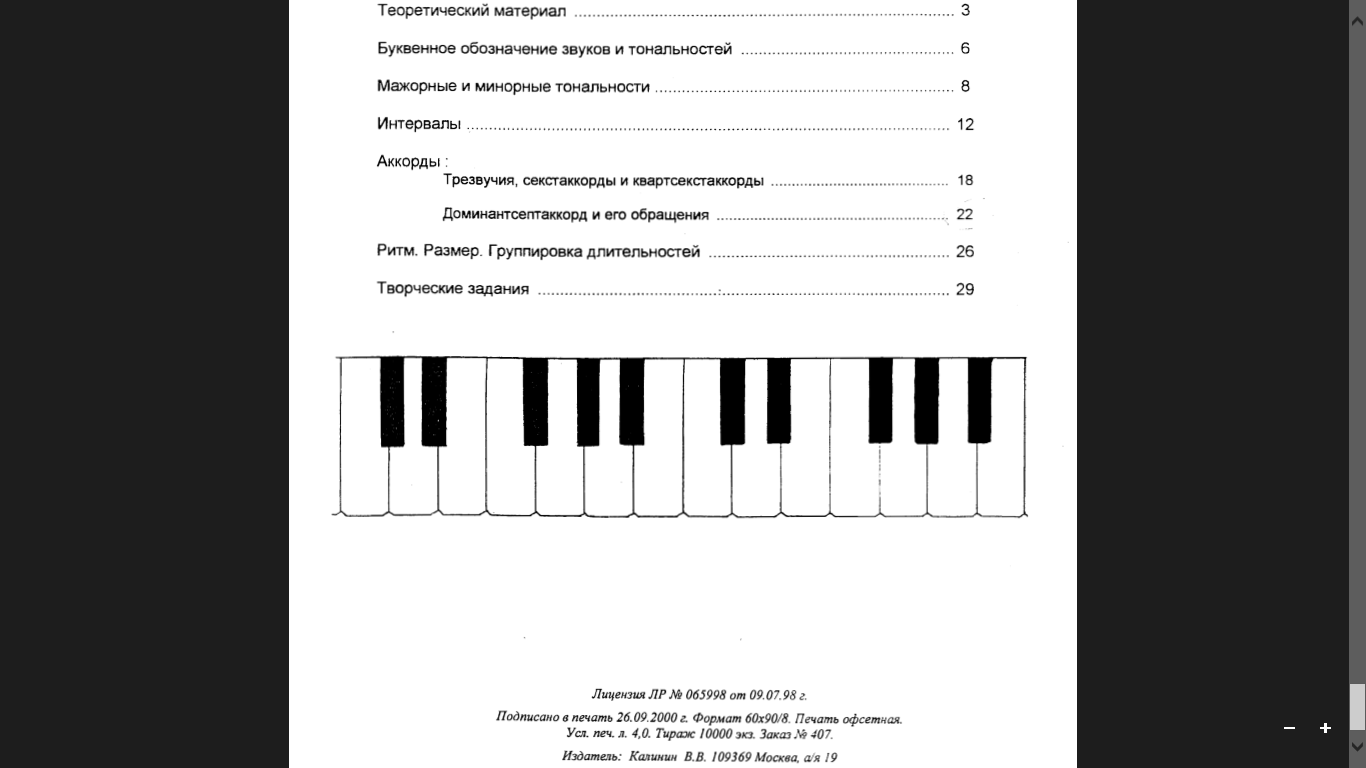 Теоретический материал ........ 3
Буквенное обозначение звуков и тональностей ........ 6
Мажорные и минорные тональности ........ 8
Интервалы ........ 12
Аккорды :
Трезвучия, секстаккорды и квартсекстаккорды ........ 18
Доминантсептаккорд и его обращения ........ 22
Ритм. Размер. Группировка длительностей ........ 26
Творческие задания ........ 29
Лицензия ЛР № 065998 от 09.07.98 г.
Подписано в печать 26.09.2000 г. Формат 60х90/8. Печать офсетная.
Усл. печ. л. 4,0. Тираж 10000 экз. Заказ № 407.
Издатель: Калинин В.В. 109369 Москва, а/я 19